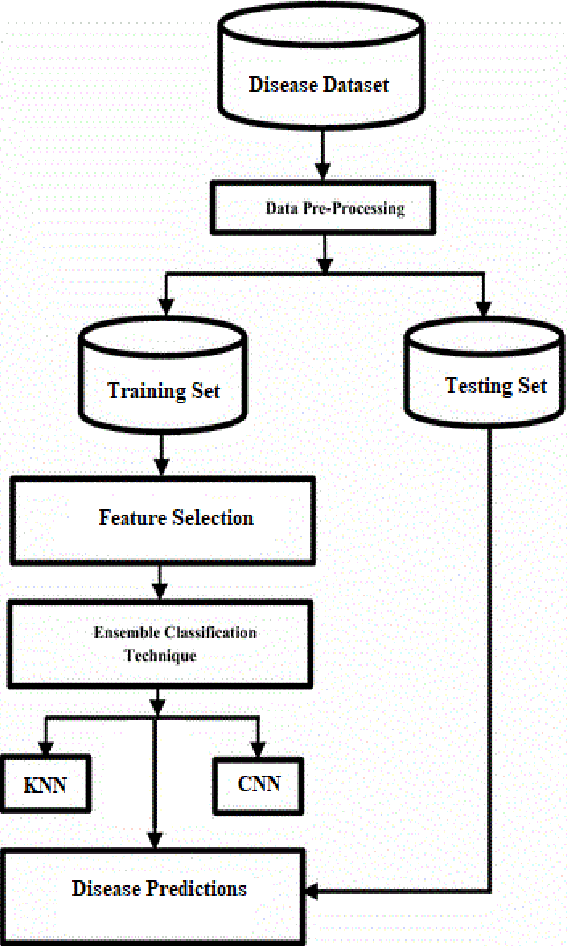 Disease Dataset
Data Pre-Processing
Training Set
Testing Set
Feature Selection
Ensemble Classification
Technique
KNN
CNN
Disease Predictions